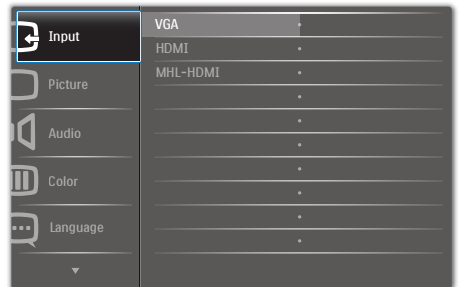 Input
Picture
Audio
Color
Language
VGA
HDMI
MHL-HDMI